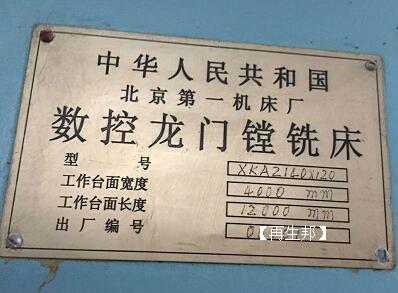 中华人民共和国
北京第一机床厂
数控龙门镗铣床
型 号 XKA2140X120
工作台面宽度 4000 mm
工作台面长度 12000 mm
出厂编号 0
【再生邦】